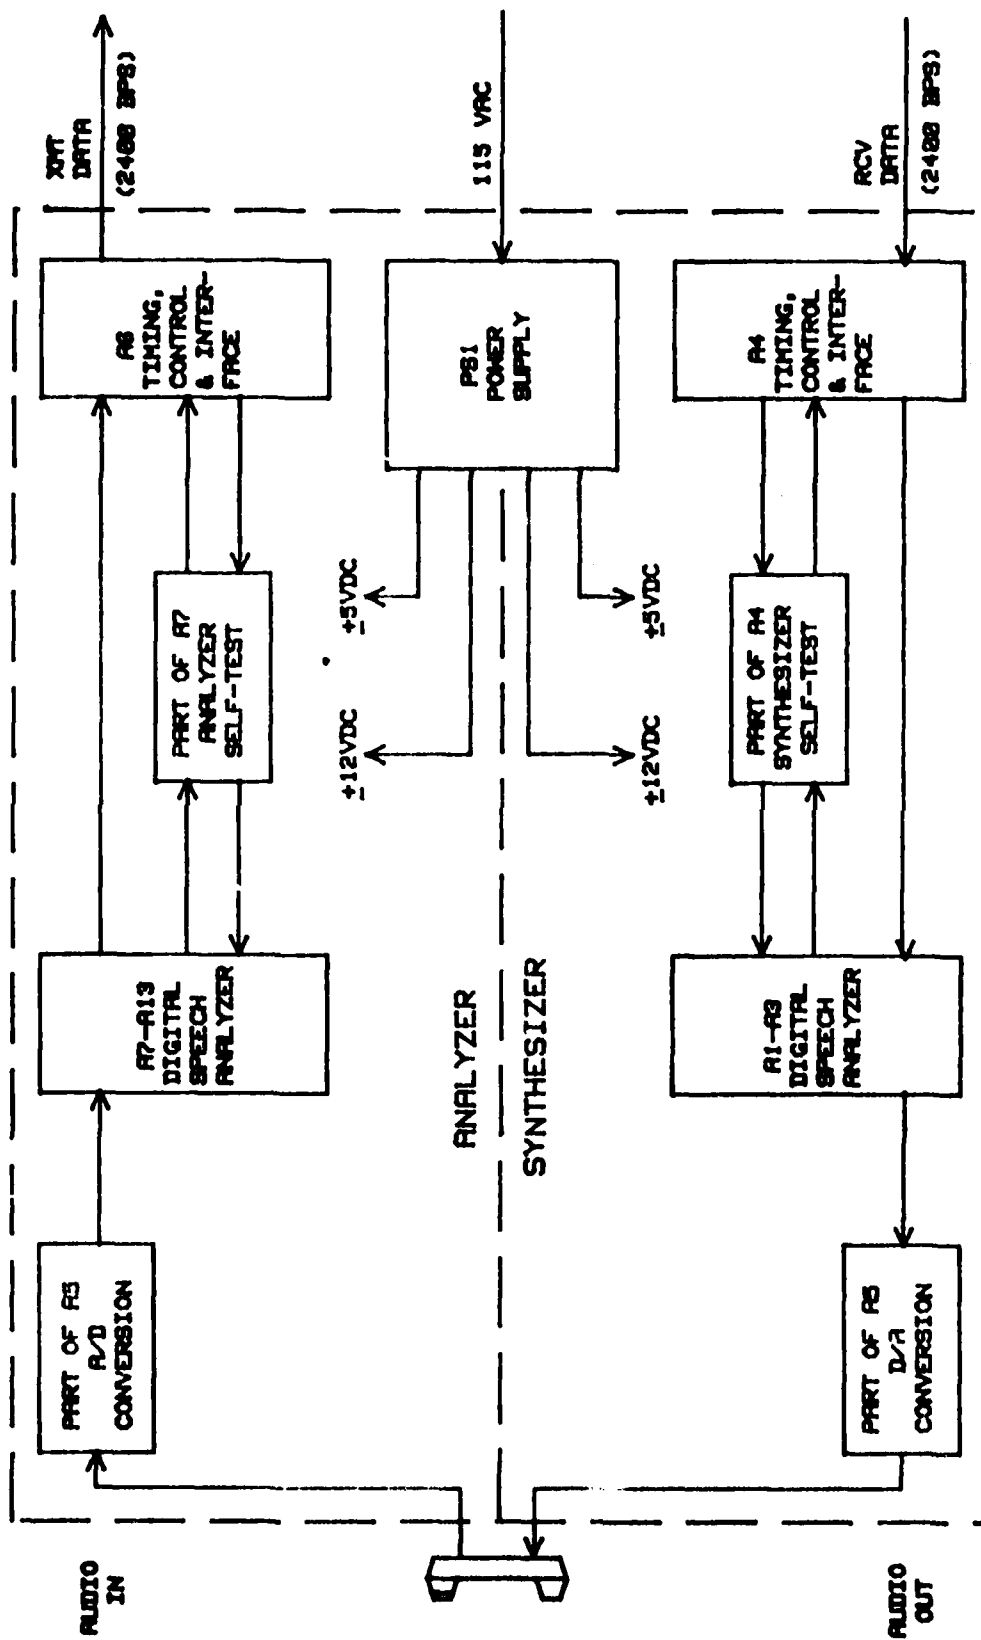 AUDIO
IN
PART OF A5
A/D
CONVERSION
A7-A13
DIGITAL
SPEECH
ANALYZER
PART OF A7
ANALYZER
SELF-TEST
A6
TIMING,
CONTROL
& INTER-
FACE
XMT
DATA
(2400 BPS)
±12VDC
±5VDC
ANALYZER
SYNTHESIZER
PS1
POWER
SUPPLY
115 VAC
±12VDC
±5VDC
AUDIO
OUT
PART OF A5
D/A
CONVERSION
A1-A3
DIGITAL
SPEECH
ANALYZER
PART OF A4
SYNTHESIZER
SELF-TEST
A4
TIMING,
CONTROL
& INTER-
FACE
RCV
DATA
(2400 BPS)